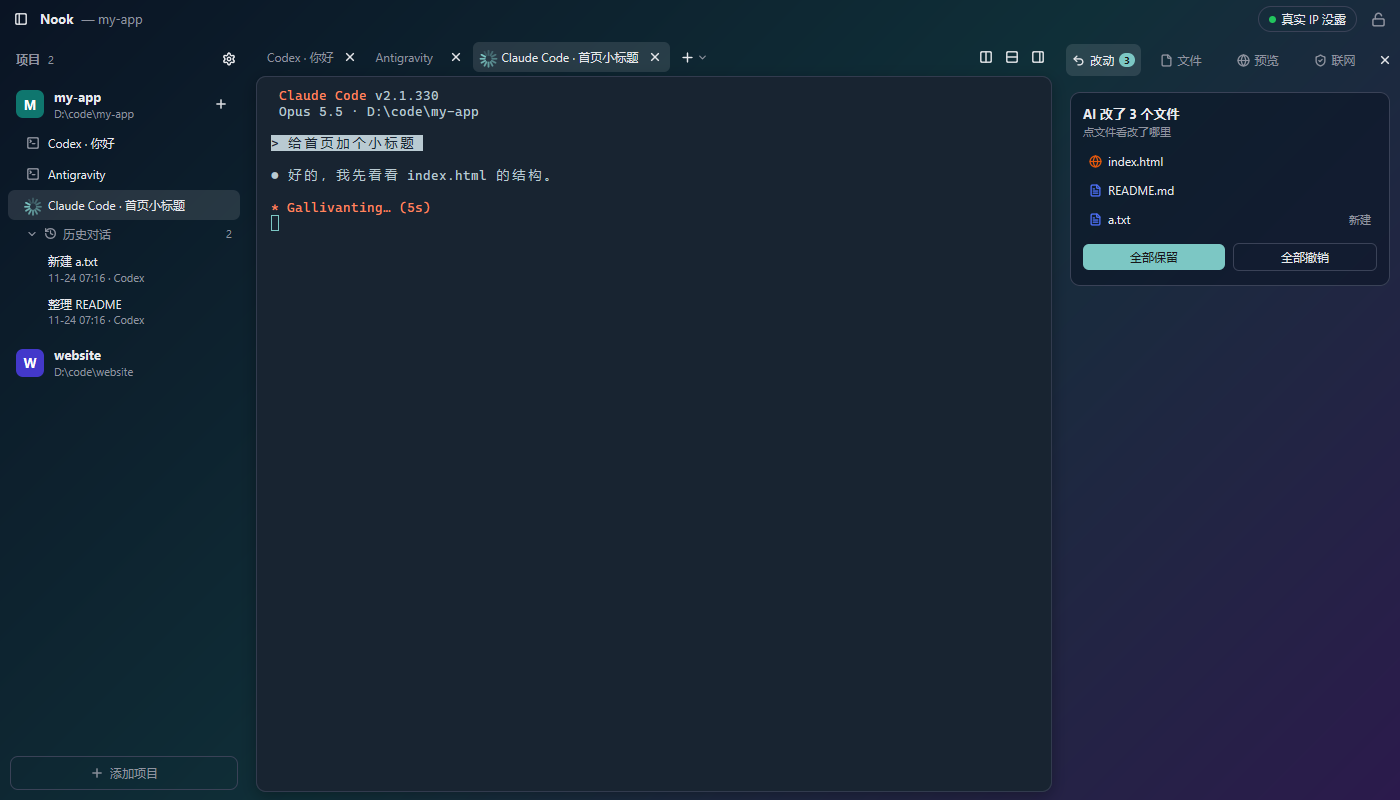 Nook — my-app
真实 IP 没露
项目 2
M
my-app
D:\code\my-app
Codex · 你好
Antigravity
Claude Code · 首页小标题
历史对话 2
新建 a.txt
11-24 07:16 · Codex
整理 README
11-24 07:16 · Codex
W
website
D:\code\website
添加项目
Codex · 你好
Antigravity
Claude Code · 首页小标题
Claude Code v2.1.330
Opus 5.5 · D:\code\my-app
> 给首页加个小标题
● 好的, 我先看看 index.html 的结构。
* Gallivanting… (5s)
改动 3
文件
预览
联网
AI 改了 3 个文件
点文件看改了哪里
index.html
README.md
a.txt 新建
全部保留
全部撤销